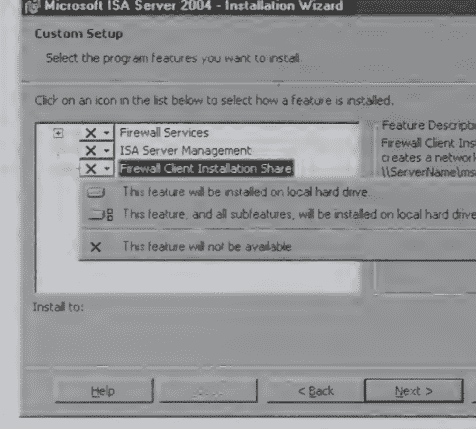 Microsoft ISA Server 2004 - Installation Wizard
Custom Setup
Select the program features you want to install.
Click on an icon in the list below to select how a feature is installed.
Firewall Services
ISA Server Management
Firewall Client Installation Share
Feature Descripti
Firewall Client Inst
creates a network
\\ServerName\ms
This feature will be installed on local hard drive.
This feature, and all subfeatures, will be installed on local hard drive
X This feature will not be available
Install to:
Help
< Back
Next >